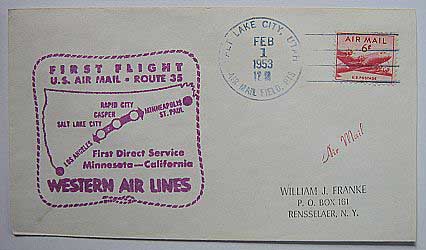 FIRST FLIGHT
U.S. AIR MAIL - ROUTE 35
RAPID CITY
CASPER
SALT LAKE CITY
MINNEAPOLIS
ST. PAUL
LOS ANGELES
First Direct Service
Minnesota—California
WESTERN AIR LINES
SALT LAKE CITY, UTAH
FEB
1
1953
AIR MAIL FIELD
AIR MAIL
6¢
U.S. POSTAGE
Air Mail
WILLIAM J. FRANKE
P. O. BOX 161
RENSSELAER, N. Y.